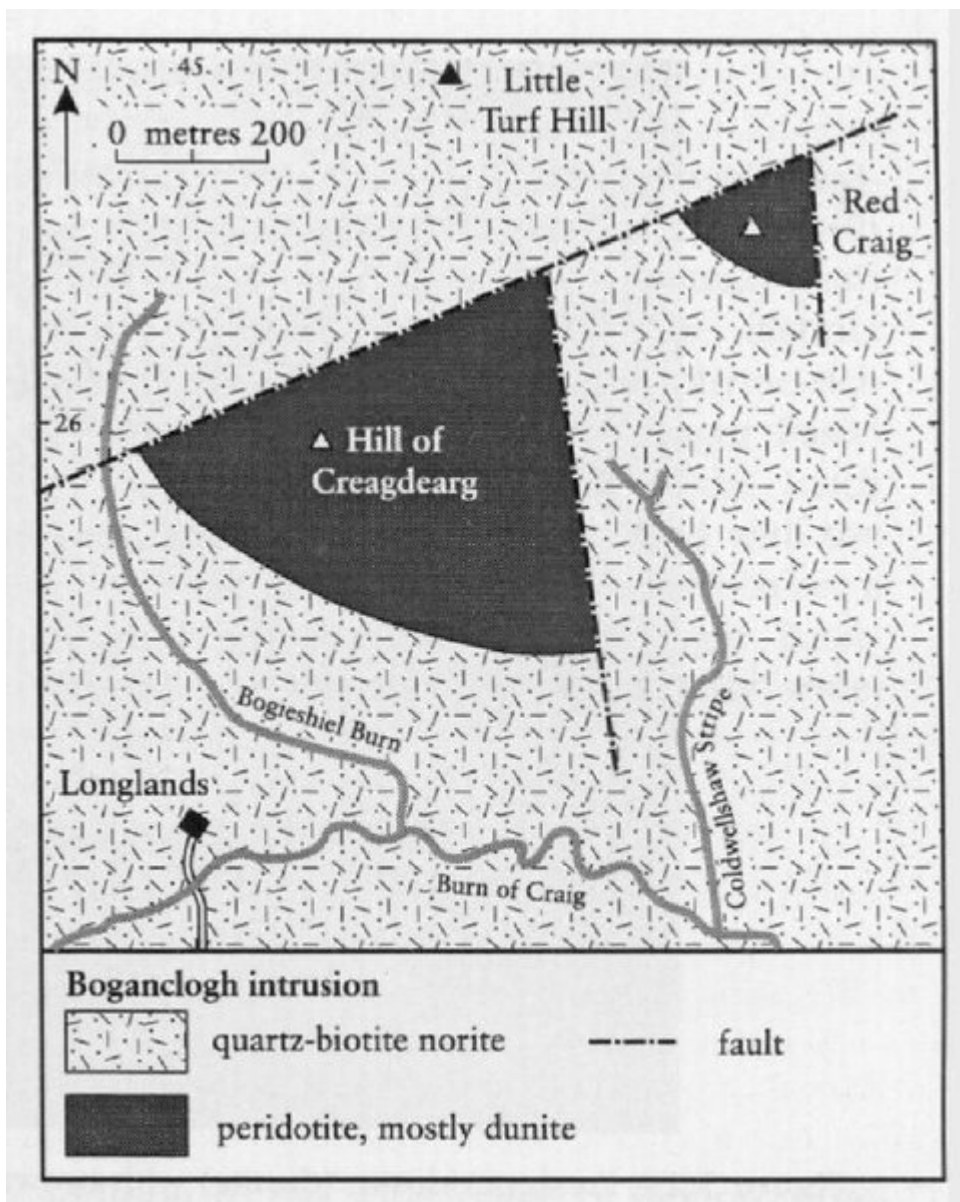 N
45
Little
Turf Hill
0 metres 200
Red
Craig
26
Hill of
Creagdearg
Bogieshiel Burn
Coldwellshaw Stripe
Longlands
Burn of Craig
Boganclogh intrusion
quartz-biotite norite
fault
peridotite, mostly dunite